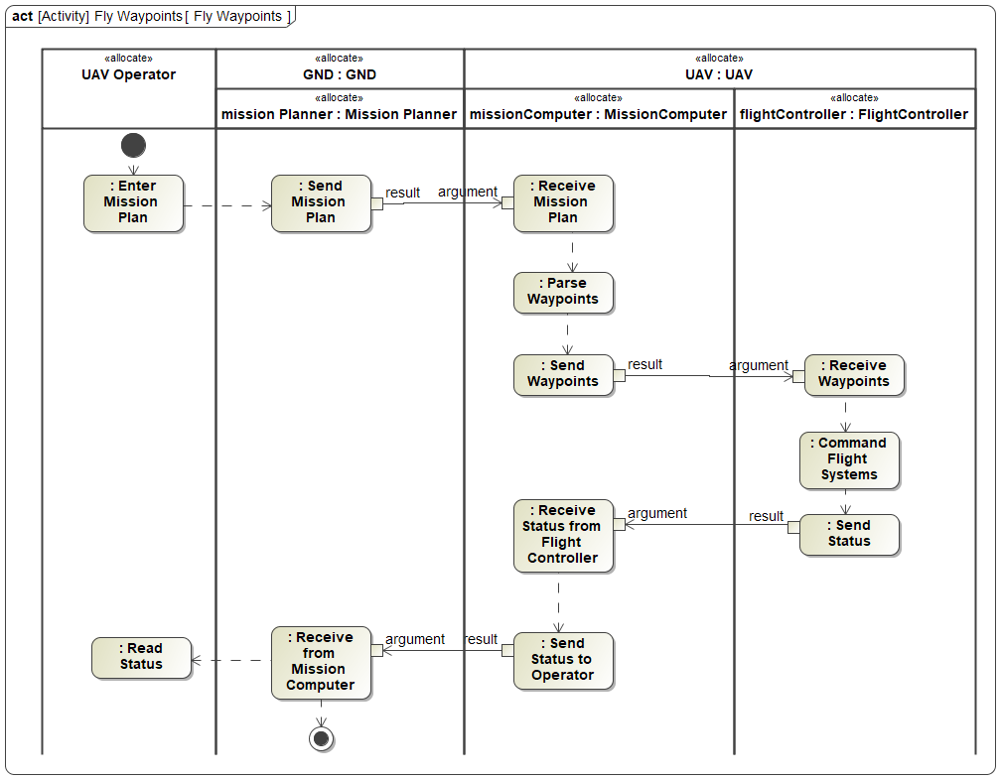 act [Activity] Fly Waypoints[ Fly Waypoints ]
«allocate»
UAV Operator
«allocate»
GND : GND
«allocate»
UAV : UAV
«allocate»
mission Planner : Mission Planner
«allocate»
missionComputer : MissionComputer
«allocate»
flightController : FlightController
: Enter
Mission
Plan
: Send
Mission
Plan
result
argument
: Receive
Mission
Plan
: Parse
Waypoints
: Send
Waypoints
result
argument
: Receive
Waypoints
: Command
Flight
Systems
: Send
Status
result
argument
: Receive
Status from
Flight
Controller
: Send
Status to
Operator
result
argument
: Receive
from
Mission
Computer
: Read
Status